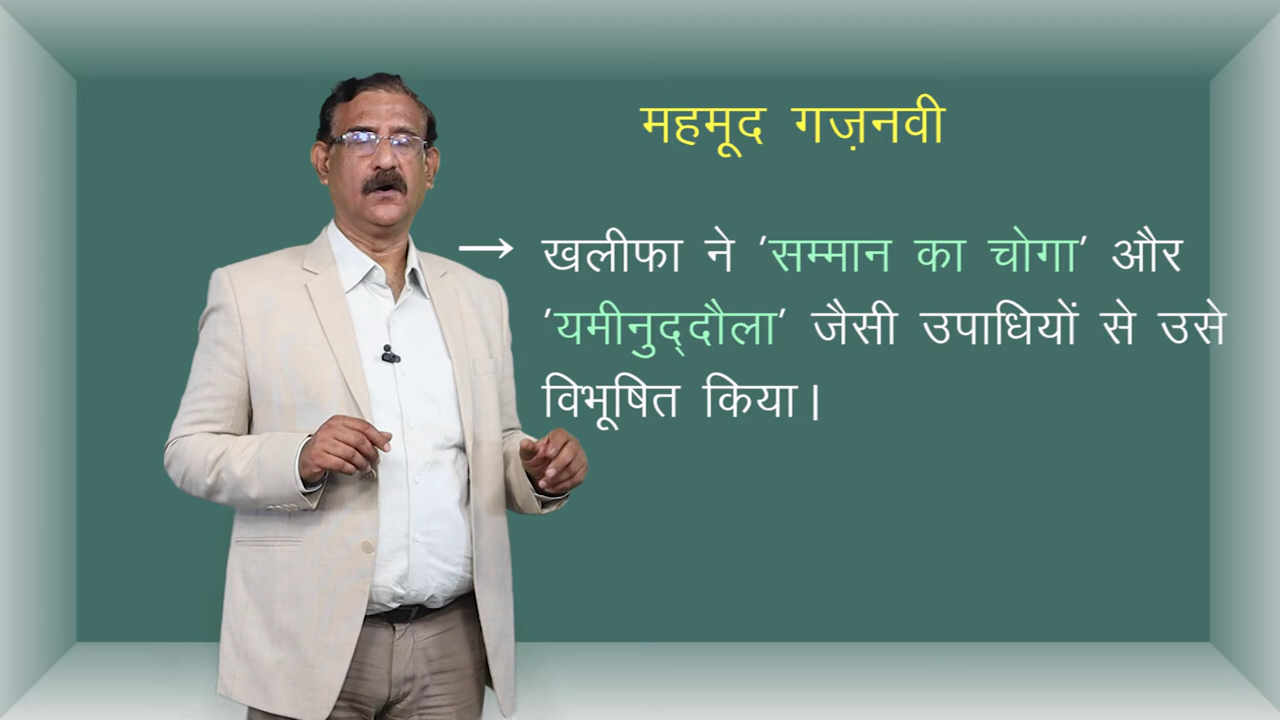 महमूद गज़नवी
→ खलीफा ने ’सम्मान का चोगा’ और
’यमीनुद्दौला’ जैसी उपाधियों से उसे
विभूषित किया।